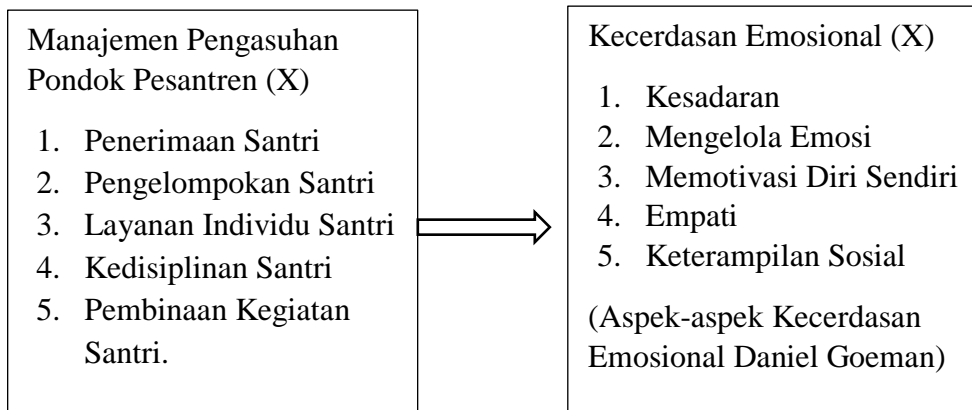 Manajemen Pengasuhan
Pondok Pesantren (X)
1. Penerimaan Santri
2. Pengelompokan Santri
3. Layanan Individu Santri
4. Kedisiplinan Santri
5. Pembinaan Kegiatan
Santri.
Kecerdasan Emosional (X)
1. Kesadaran
2. Mengelola Emosi
3. Memotivasi Diri Sendiri
4. Empati
5. Keterampilan Sosial
(Aspek-aspek Kecerdasan
Emosional Daniel Goeman)